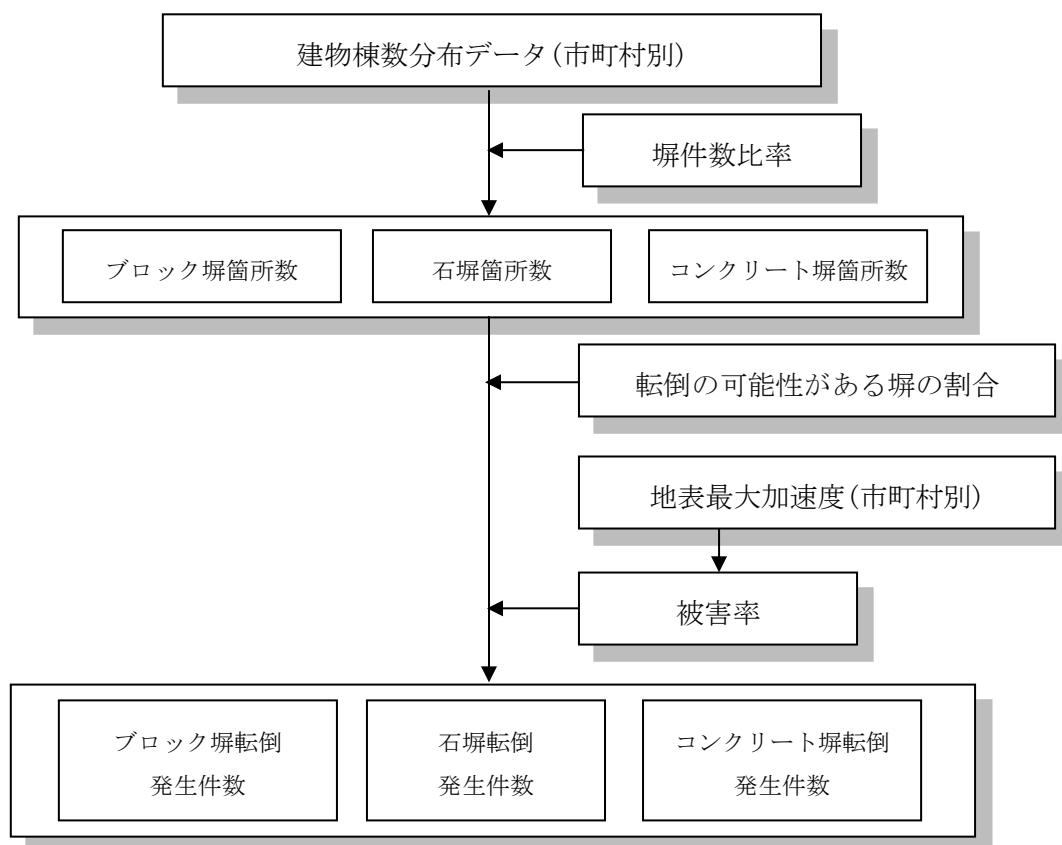 建物棟数分布データ(市町村別)
塀件数比率
ブロック塀箇所数
石塀箇所数
コンクリート塀箇所数
転倒の可能性がある塀の割合
地表最大加速度(市町村別)
被害率
ブロック塀転倒
発生件数
石塀転倒
発生件数
コンクリート塀転倒
発生件数